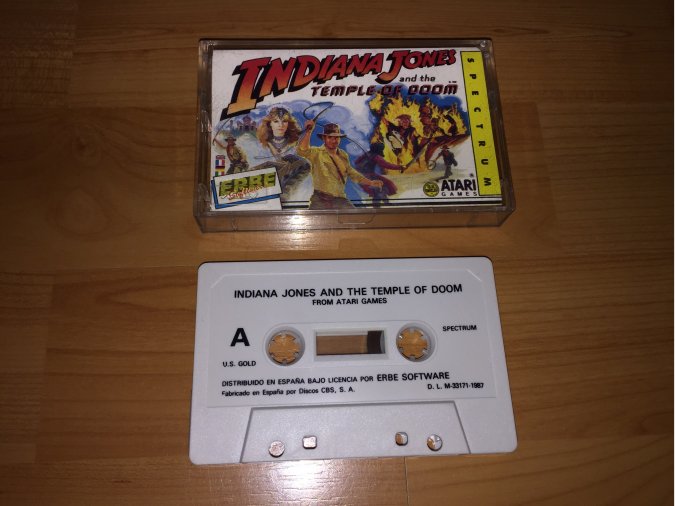 INDIANA JONES
and the
TEMPLE OF DOOM
SPECTRUM
ERBE
ATARI®
GAMES
INDIANA JONES AND THE TEMPLE OF DOOM
FROM ATARI GAMES
A
SPECTRUM
U.S. GOLD
DISTRIBUIDO EN ESPAÑA BAJO LICENCIA POR ERBE SOFTWARE
Fabricado en España por Discos CBS, S. A.
D. L. M-33171-1987